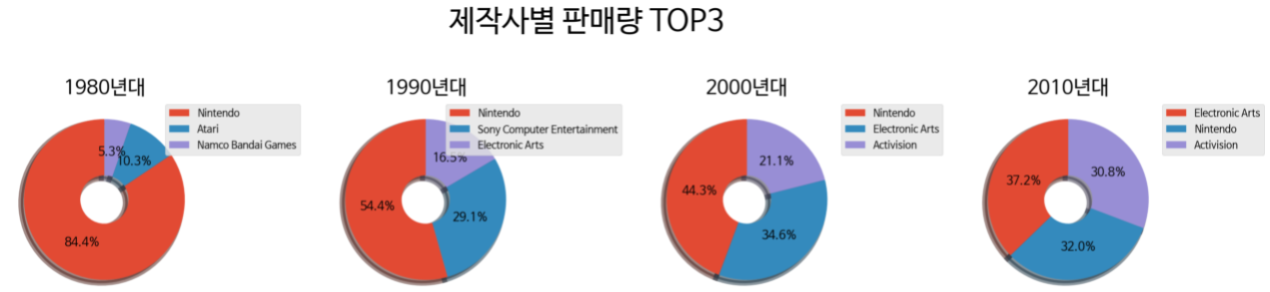 제작사별 판매량 TOP3
1980년대
Nintendo
Atari
Namco Bandai Games
5.3%
10.3%
84.4%
1990년대
Nintendo
Sony Computer Entertainment
Electronic Arts
16.5%
54.4%
29.1%
2000년대
Nintendo
Electronic Arts
Activision
21.1%
44.3%
34.6%
2010년대
Electronic Arts
Nintendo
Activision
30.8%
37.2%
32.0%